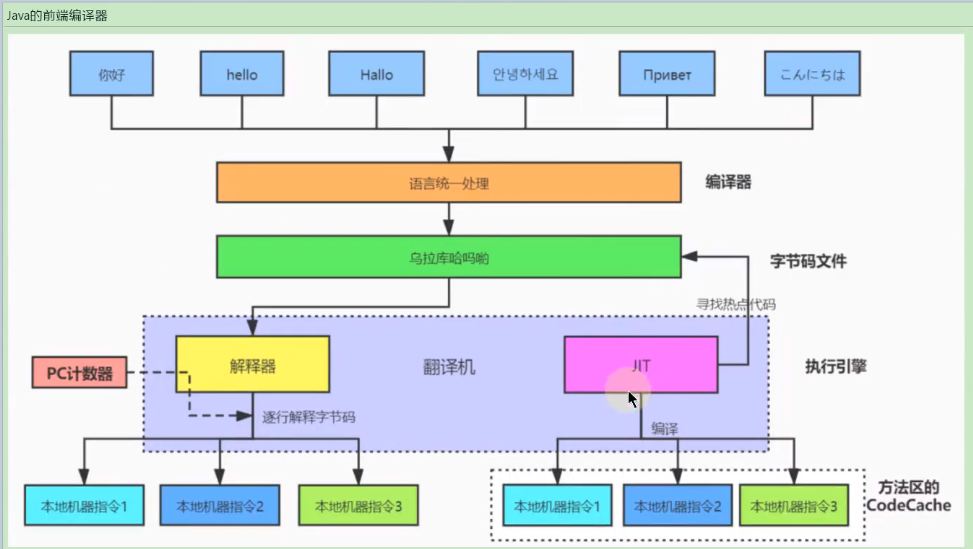 Java的前端编译器
你好
hello
Hallo
안녕하세요
Привет
こんにちは
语言统一处理
编译器
乌拉库哈吗哟
字节码文件
寻找热点代码
PC计数器
解释器
翻译机
JIT
执行引擎
逐行解释字节码
编译
本地机器指令1
本地机器指令2
本地机器指令3
本地机器指令1
本地机器指令2
本地机器指令3
方法区的
CodeCache